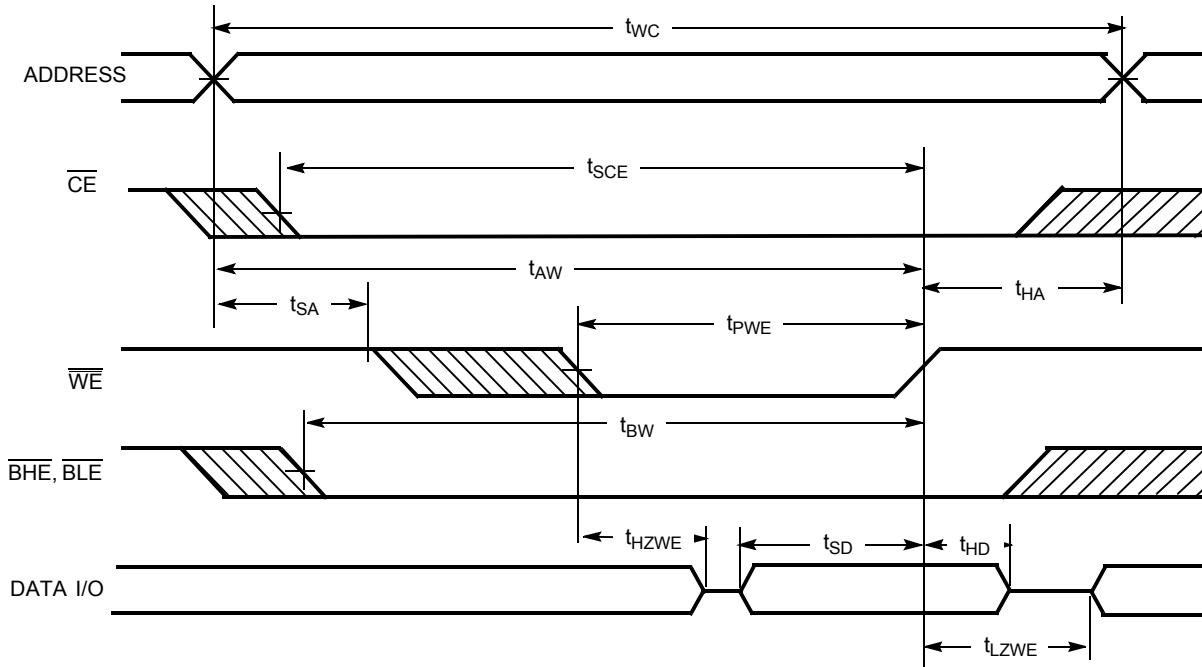 tWC
ADDRESS
tSCE
CE
tAW
tSA
tHA
tPWE
WE
tBW
BHE, BLE
tHZWE
tSD
tHD
DATA I/O
tLZWE